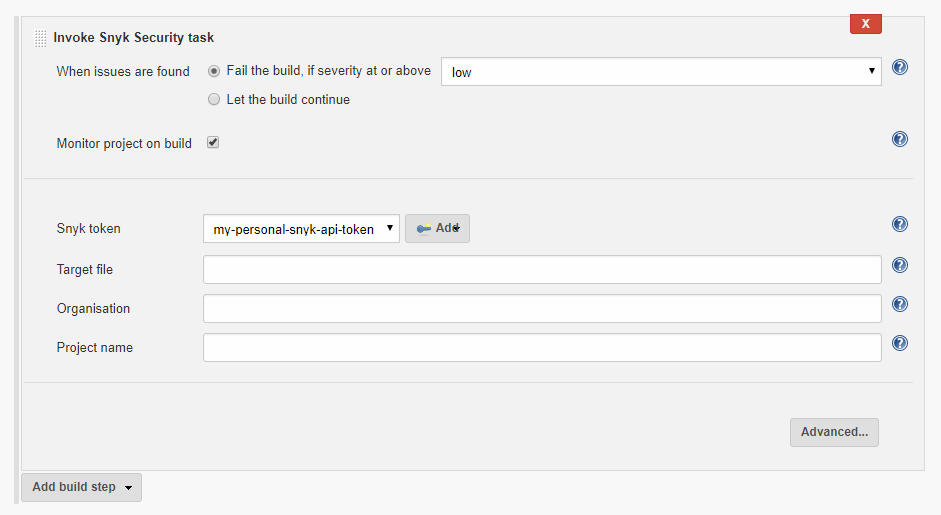 X
Invoke Snyk Security task
When issues are found Fail the build, if severity at or above low
Let the build continue
Monitor project on build
Snyk token my-personal-snyk-api-token Add
Target file
Organisation
Project name
Advanced...
Add build step